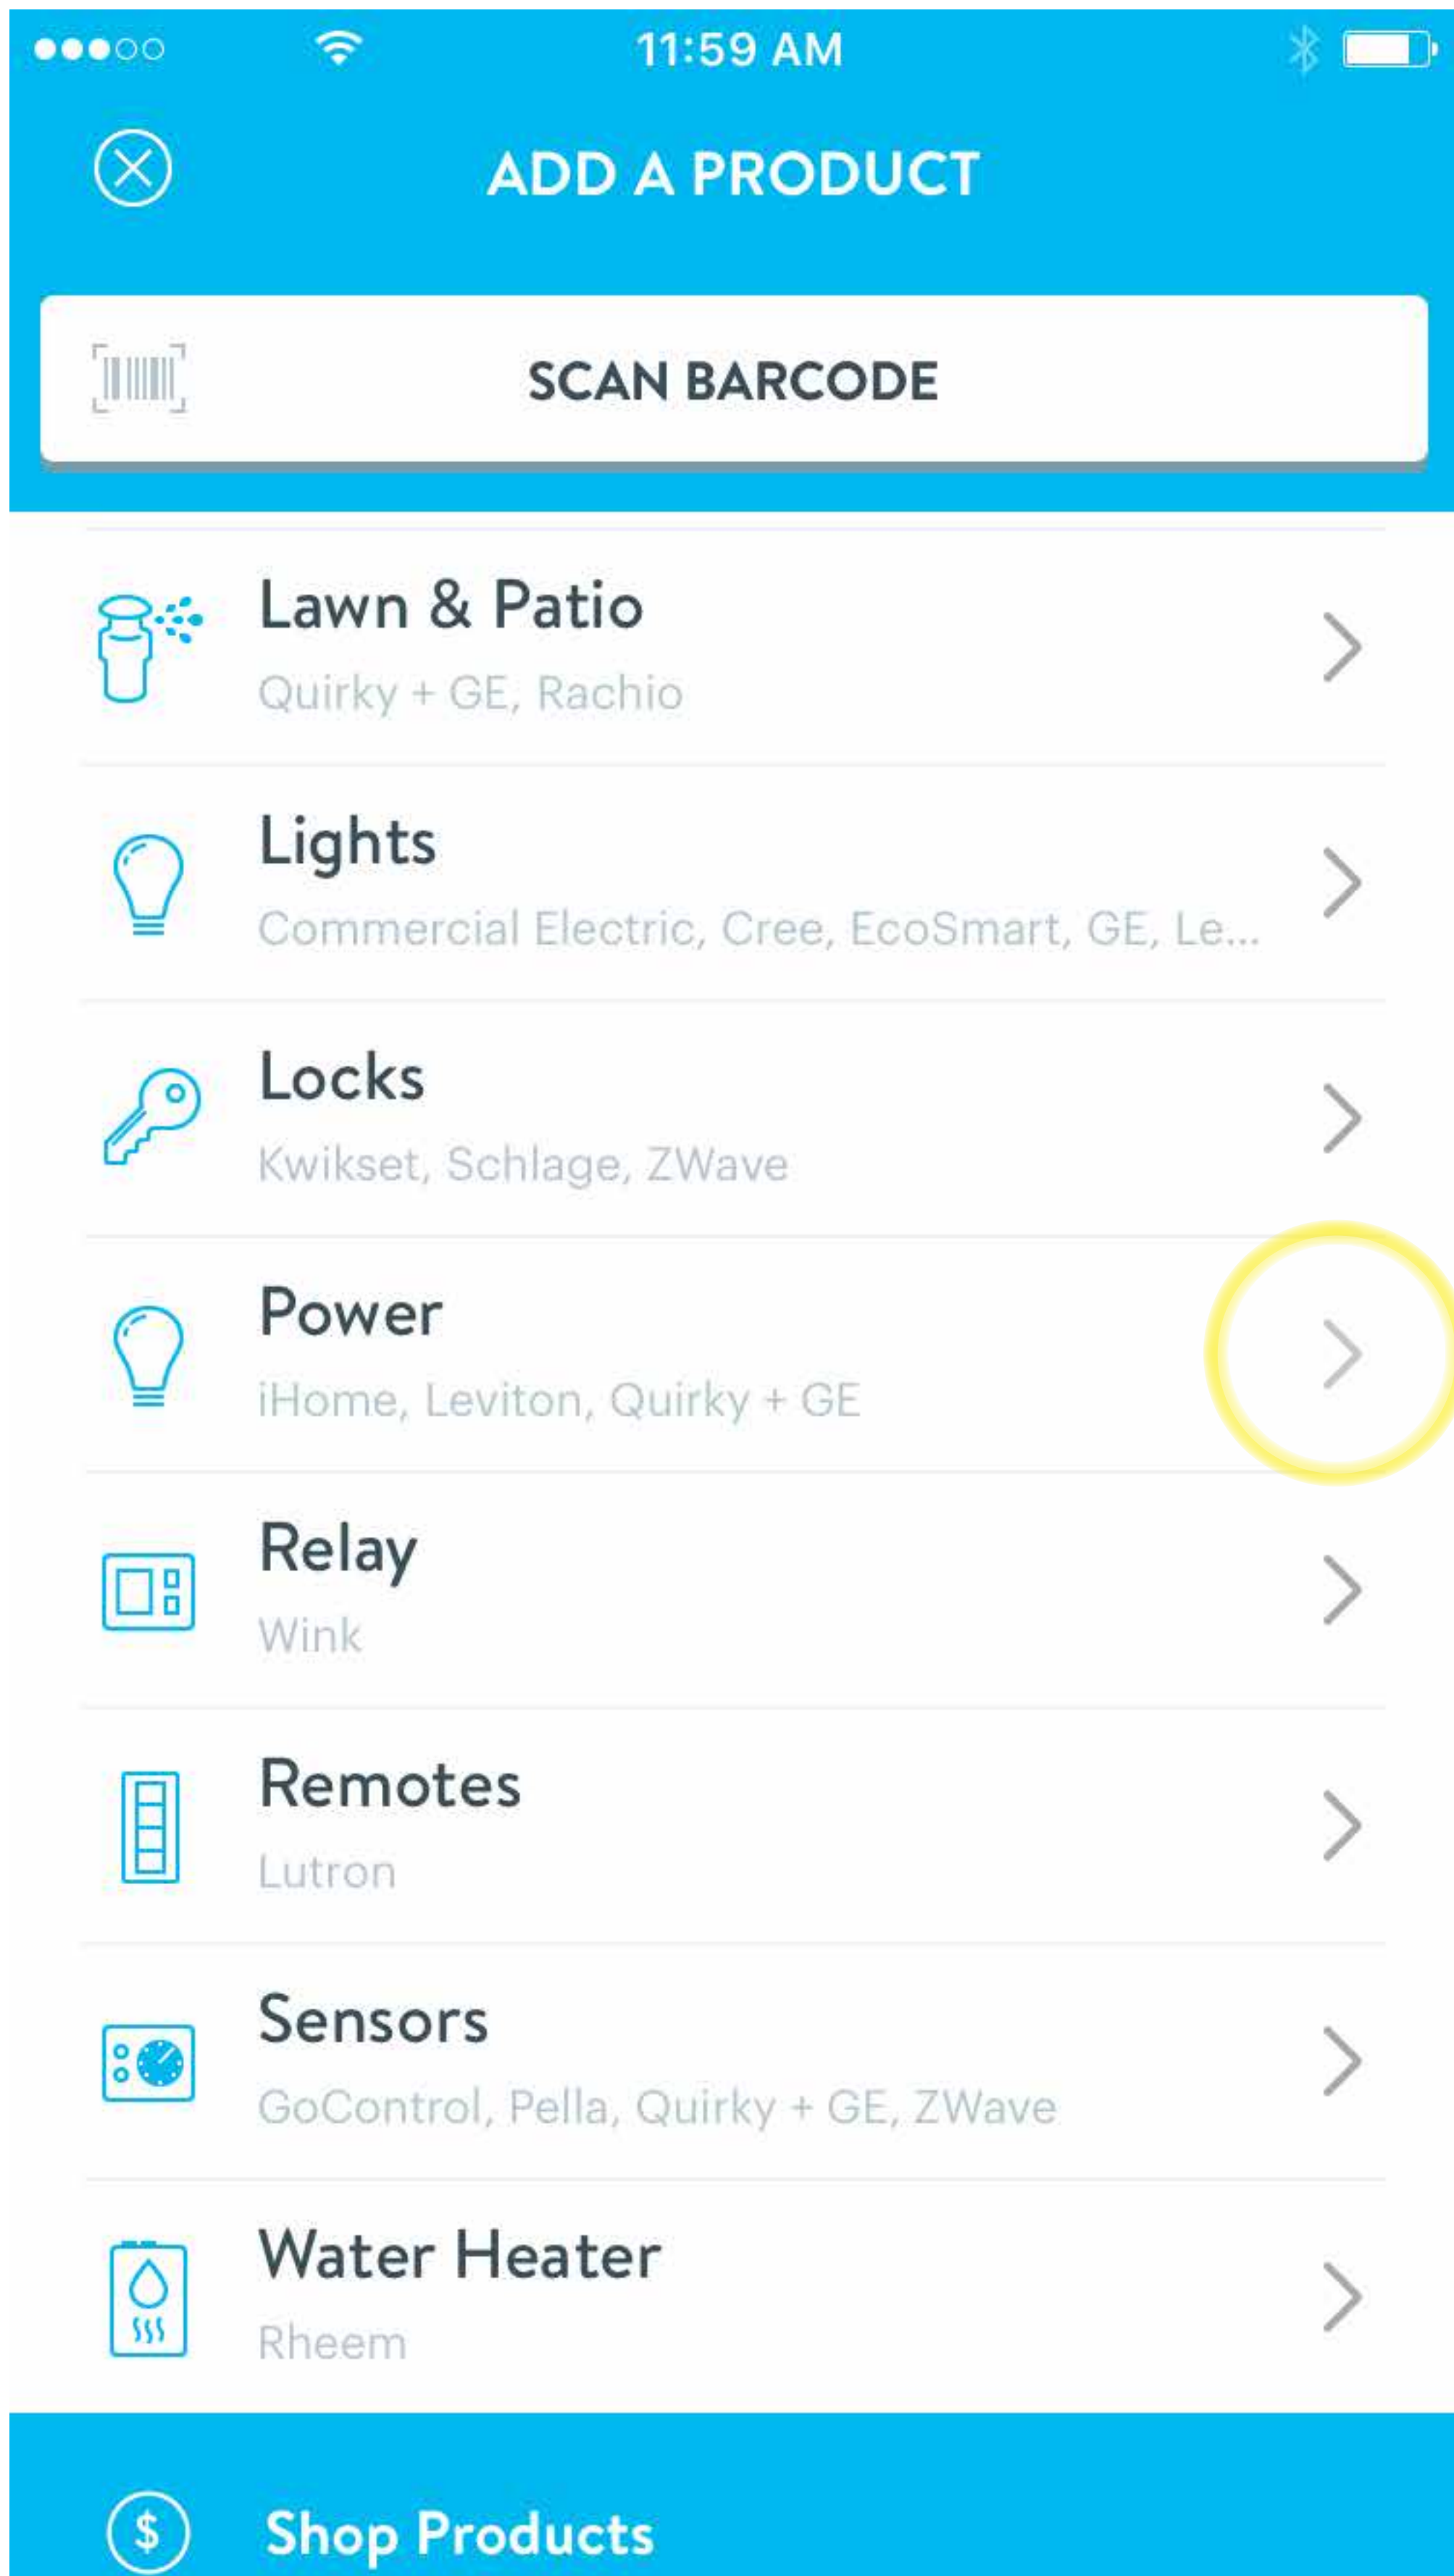 11:59 AM
ADD A PRODUCT
SCAN BARCODE
Lawn & Patio
Quirky + GE, Rachio
Lights
Commercial Electric, Cree, EcoSmart, GE, Le...
Locks
Kwikset, Schlage, ZWave
Power
iHome, Leviton, Quirky + GE
Relay
Wink
Remotes
Lutron
Sensors
GoControl, Pella, Quirky + GE, ZWave
Water Heater
Rheem
$ Shop Products